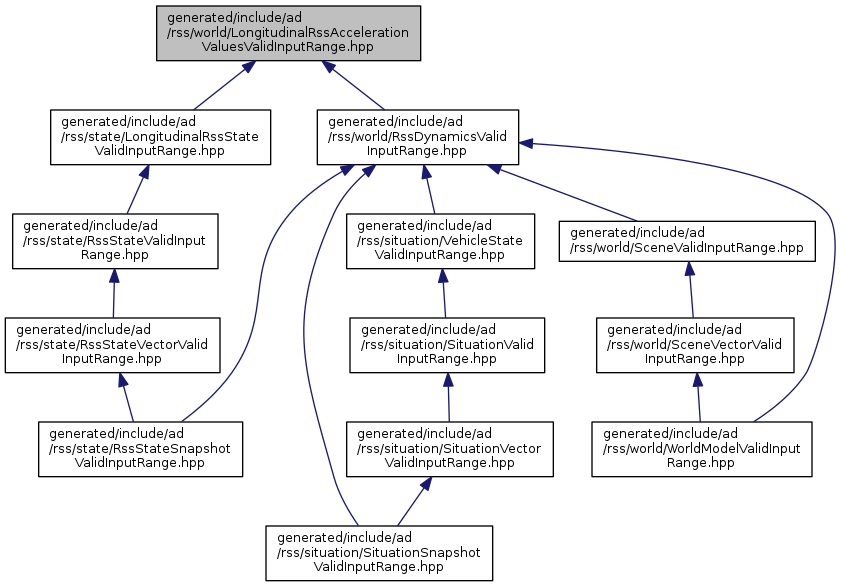 generated/include/ad
/rss/world/LongitudinalRssAcceleration
ValuesValidInputRange.hpp
generated/include/ad
/rss/state/LongitudinalRssState
ValidInputRange.hpp
generated/include/ad
/rss/world/RssDynamicsValid
InputRange.hpp
generated/include/ad
/rss/state/RssStateValidInput
Range.hpp
generated/include/ad
/rss/situation/VehicleState
ValidInputRange.hpp
generated/include/ad
/rss/world/SceneValidInputRange.hpp
generated/include/ad
/rss/state/RssStateVectorValid
InputRange.hpp
generated/include/ad
/rss/situation/SituationValid
InputRange.hpp
generated/include/ad
/rss/world/SceneVectorValid
InputRange.hpp
generated/include/ad
/rss/state/RssStateSnapshot
ValidInputRange.hpp
generated/include/ad
/rss/situation/SituationVector
ValidInputRange.hpp
generated/include/ad
/rss/world/WorldModelValidInput
Range.hpp
generated/include/ad
/rss/situation/SituationSnapshot
ValidInputRange.hpp